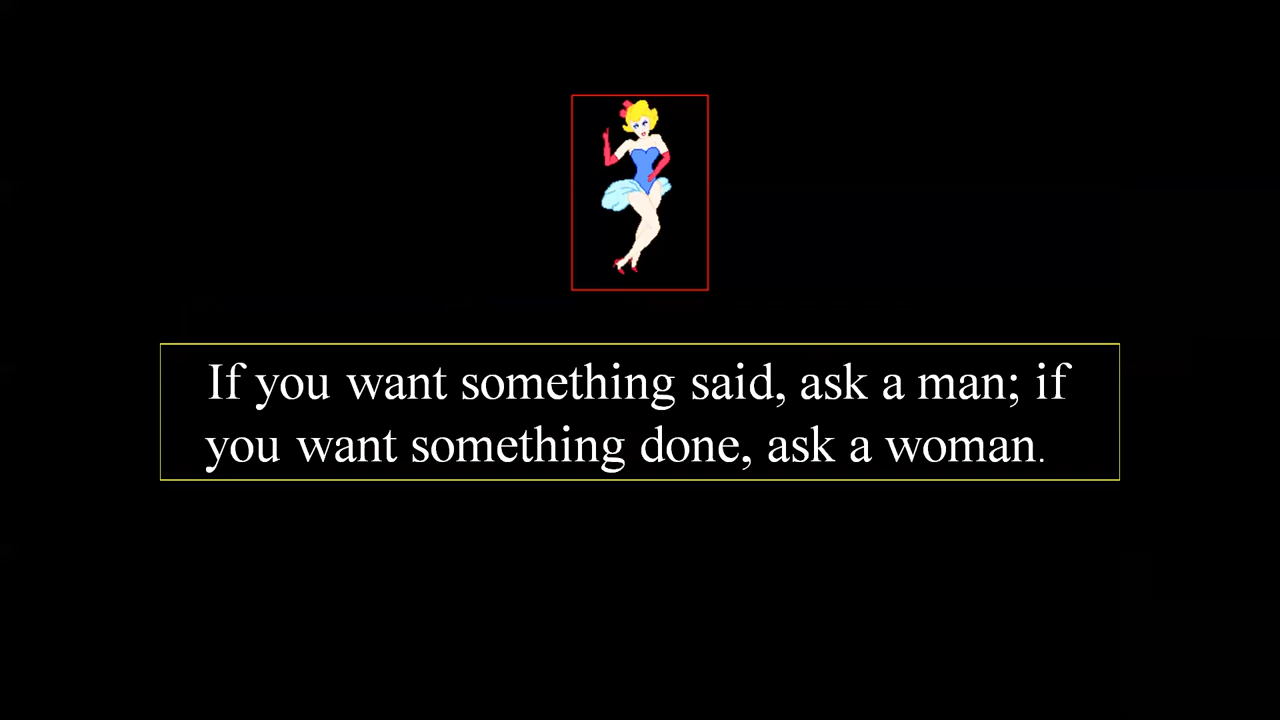 If you want something said, ask a man; if
you want something done, ask a woman.